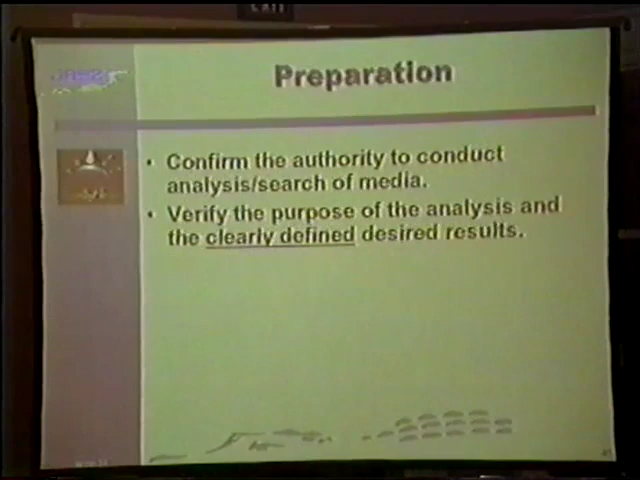 EXIT
Preparation
• Confirm the authority to conduct
analysis/search of media.
• Verify the purpose of the analysis and
the clearly defined desired results.